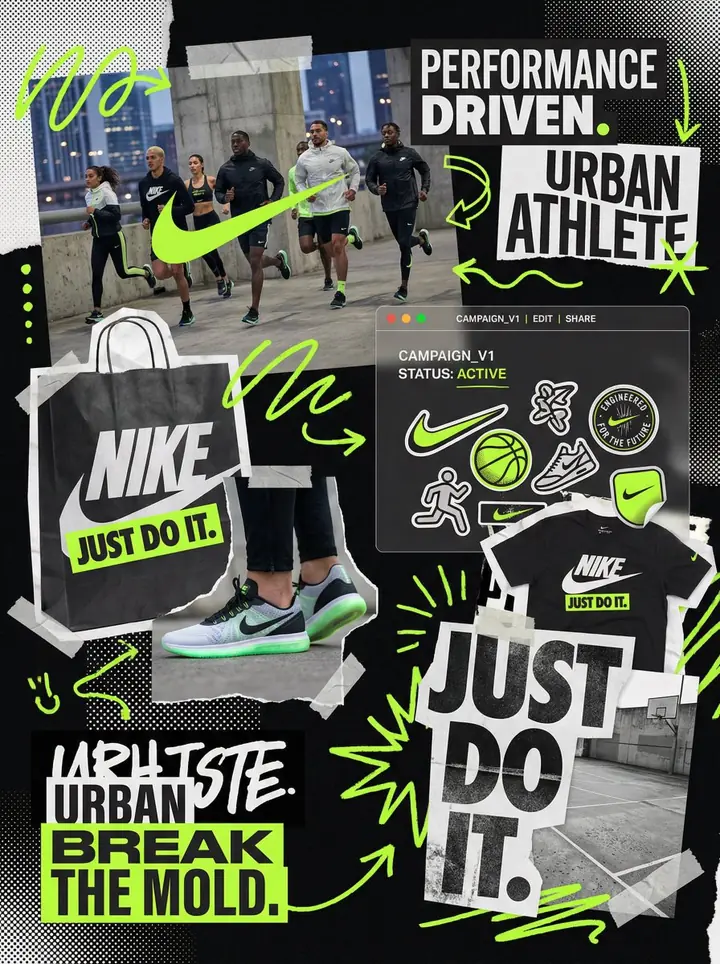 PERFORMANCE
DRIVEN.
URBAN
ATHLETE
NIKE
CAMPAIGN_V1 | EDIT | SHARE
CAMPAIGN_V1
STATUS: ACTIVE
ENGINEERED
FOR THE FUTURE
NIKE
JUST DO IT.
NIKE
JUST DO IT.
JUST
DO
IT.
URBAN
BREAK
THE MOLD.